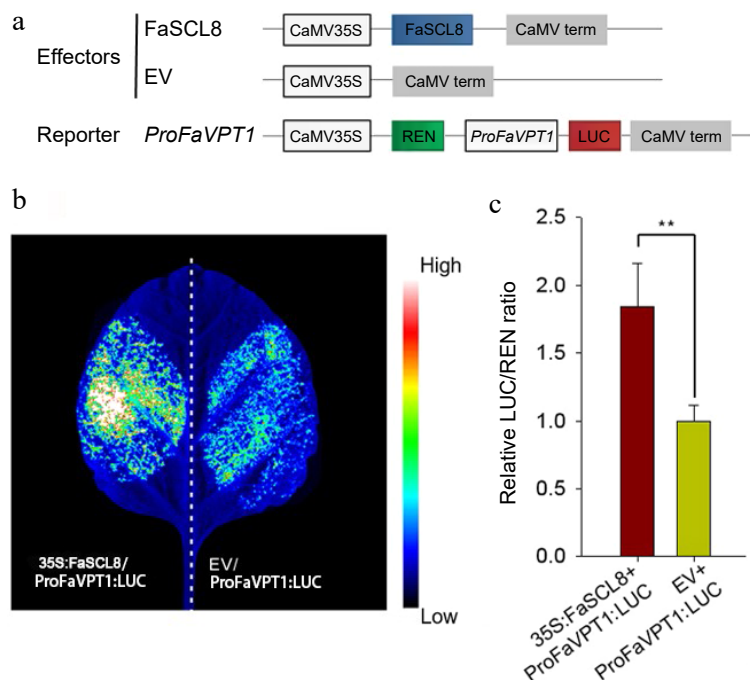 a
Effectors
FaSCL8 CaMV35S FaSCL8 CaMV term
EV CaMV35S CaMV term
Reporter ProFaVPT1 CaMV35S REN ProFaVPT1 LUC CaMV term
b
High
Low
35S:FaSCL8/
ProFaVPT1:LUC
EV/
ProFaVPT1:LUC
c
Relative LUC/REN ratio
2.5
2.0
1.5
1.0
0.5
0.0
**
35S:FaSCL8+
ProFaVPT1:LUC
EV+
ProFaVPT1:LUC